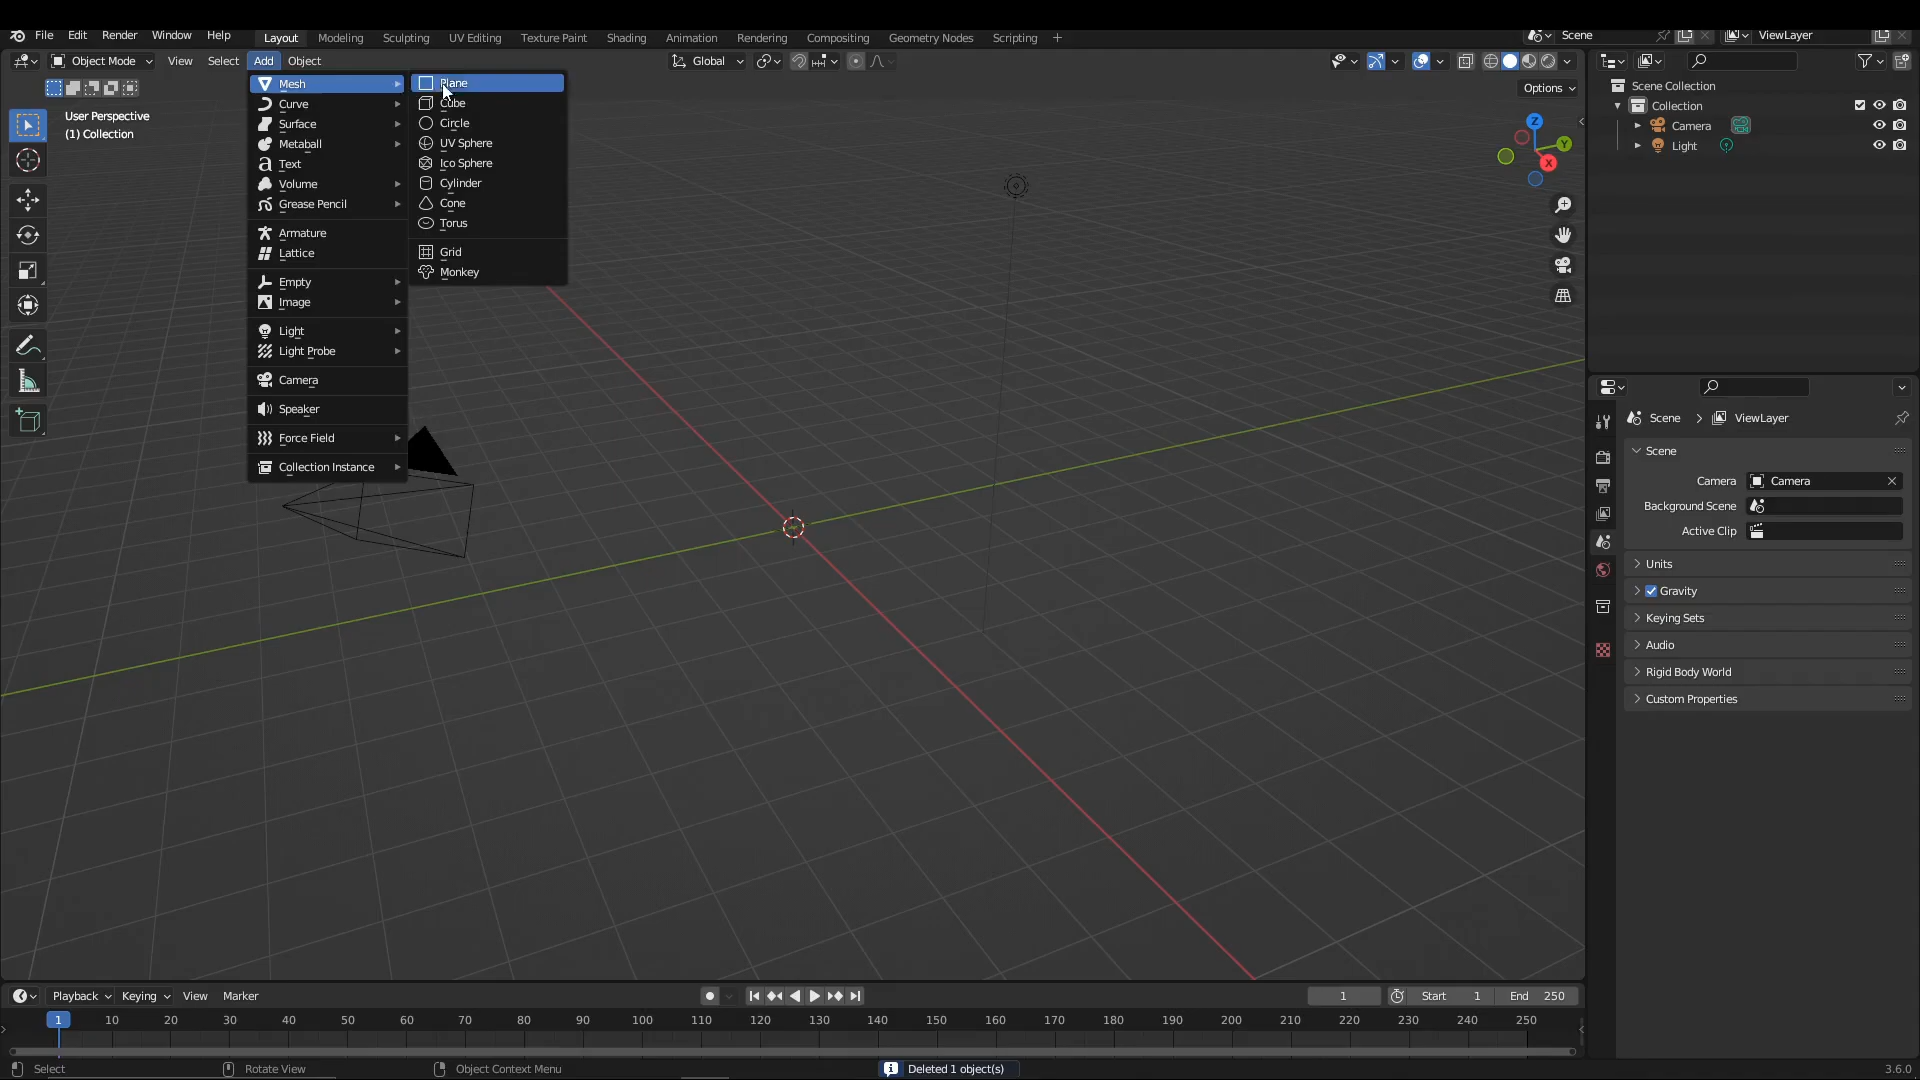 File Edit Render Window Help Layout Modeling Sculpting UV Editing Texture Paint Shading Animation Rendering Compositing Geometry Nodes Scripting + Scene ViewLayer
Object Mode View Select Add Object Global
Options
User Perspective
(1) Collection
Mesh
Curve
Surface
Metaball
Text
Volume
Grease Pencil
Armature
Lattice
Empty
Image
Light
Light Probe
Camera
Speaker
Force Field
Collection Instance
Plane
Cube
Circle
UV Sphere
Ico Sphere
Cylinder
Cone
Torus
Grid
Monkey
Z
Y
X
Scene Collection
Collection
Camera
Light
Scene > ViewLayer
Scene
Camera Camera
Background Scene
Active Clip
Units
Gravity
Keying Sets
Audio
Rigid Body World
Custom Properties
Playback Keying View Marker 1 Start 1 End 250
1 10 20 30 40 50 60 70 80 90 100 110 120 130 140 150 160 170 180 190 200 210 220 230 240 250
Select Rotate View Object Context Menu Deleted 1 object(s) 3.6.0